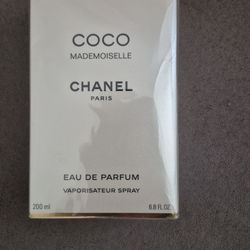 COCO
MADEMOISELLE
CHANEL
PARIS
EAU DE PARFUM
VAPORISATEUR SPRAY
200 ml 6.8 FL.OZ.